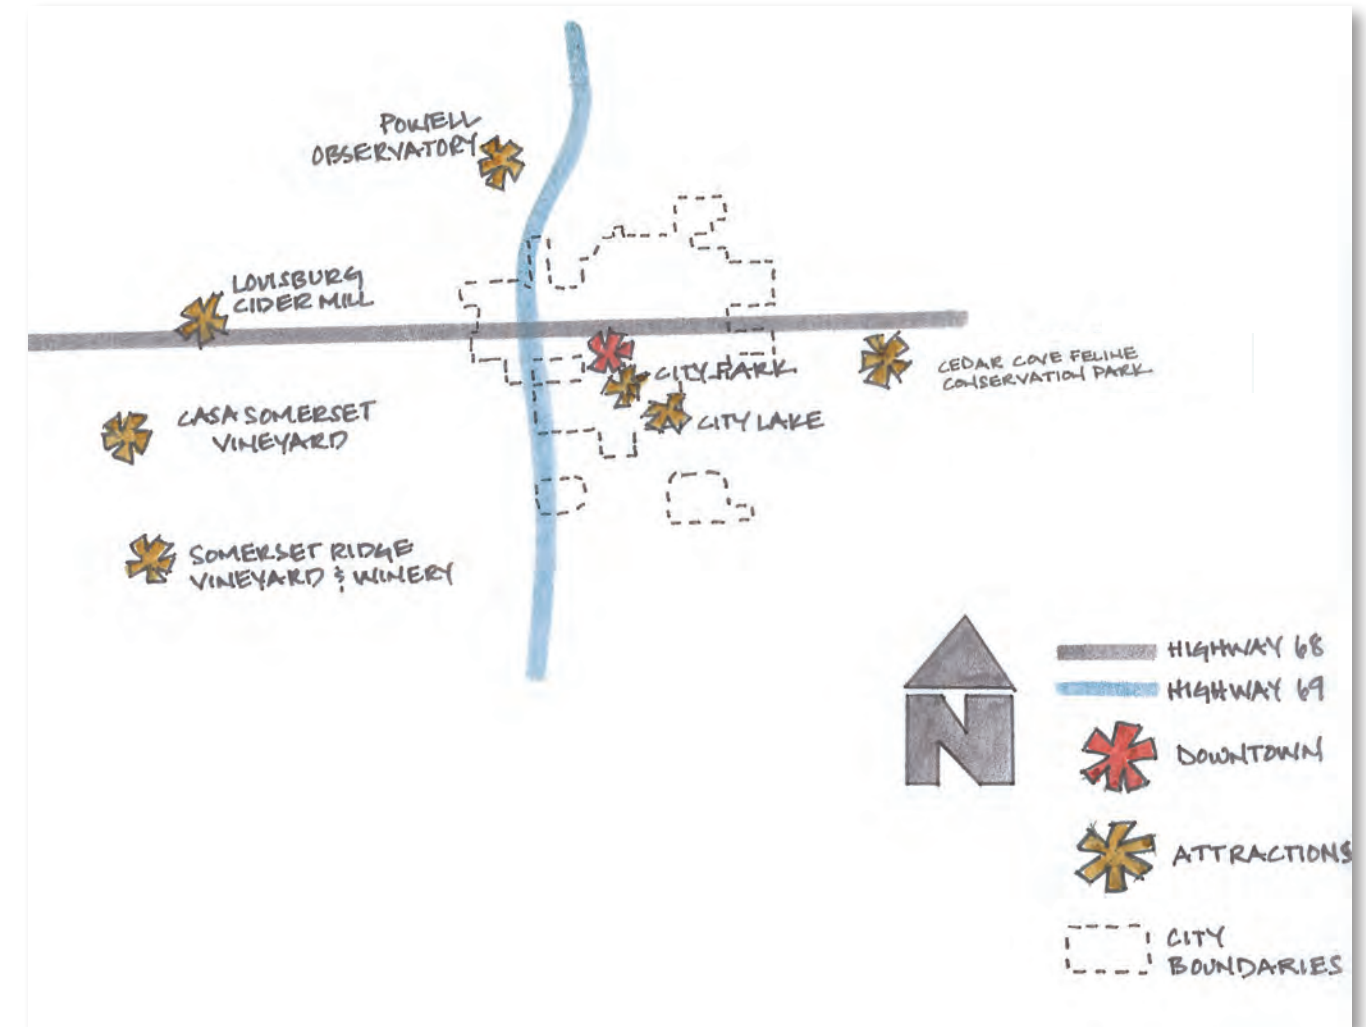 POWELL
OBSERVATORY
LOUISBURG
CIDER MILL
CITY PARK
CEDAR COVE FELINE
CONSERVATION PARK
CASA SOMERSET
VINEYARD
CITY LAKE
SOMERSET RIDGE
VINEYARD & WINERY
N
HIGHWAY 68
HIGHWAY 69
DOWNTOWN
ATTRACTIONS
CITY
BOUNDARIES